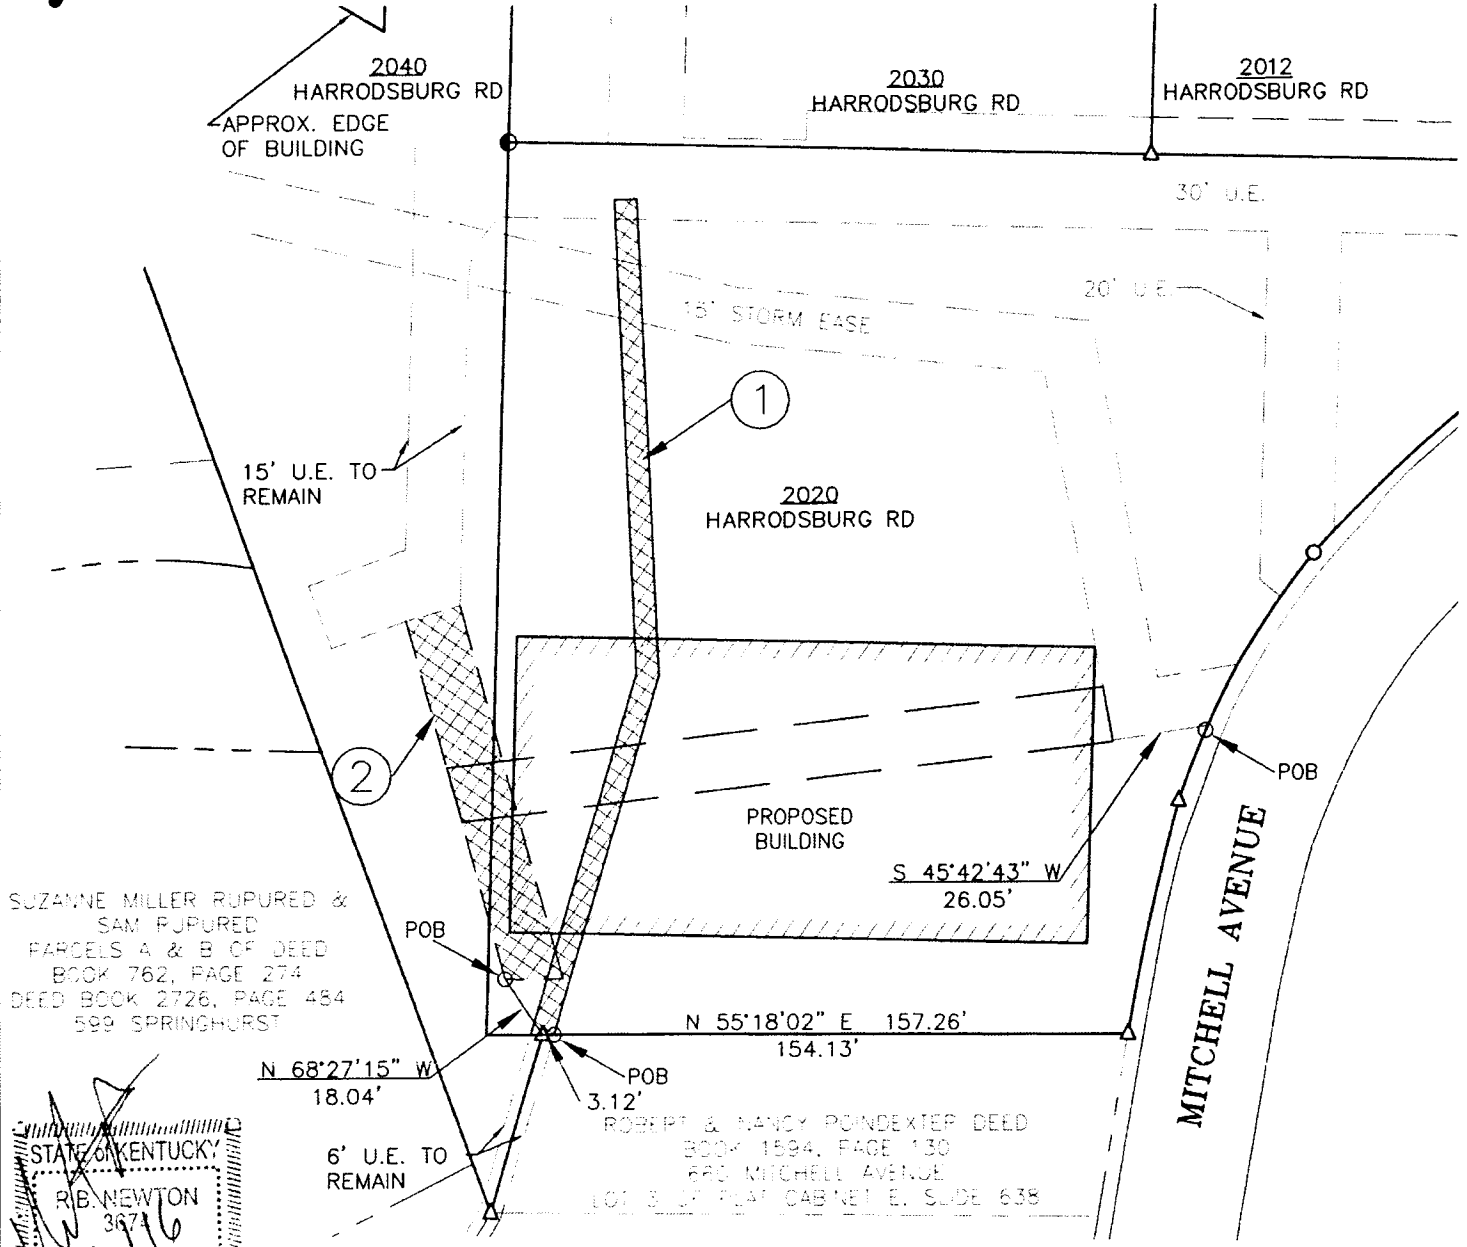 2040
HARRODSBURG RD
2030
HARRODSBURG RD
2012
HARRODSBURG RD
APPROX. EDGE
OF BUILDING
30' U.E.
20' U.E.
15' STORM EASE
1
15' U.E. TO
REMAIN
2020
HARRODSBURG RD
2
POB
PROPOSED
BUILDING
S 45°42'43" W
26.05'
MITCHELL AVENUE
SUZANNE MILLER RUPURED &
SAM RUPURED
PARCELS A & B OF DEED
BOOK 762, PAGE 274
DEED BOOK 2726, PAGE 484
599 SPRINGHURST
POB
N 55°18'02" E 157.26'
154.13'
N 68°27'15" W
18.04'
POB
3.12'
ROBERT & NANCY POINDEXTER DEED
BOOK 1594, PAGE 130
660 MITCHELL AVENUE
LOT 3 OF PLAT CABINET E, SLIDE 638
6' U.E. TO
REMAIN
STATE of KENTUCKY
R.B. NEWTON
3674